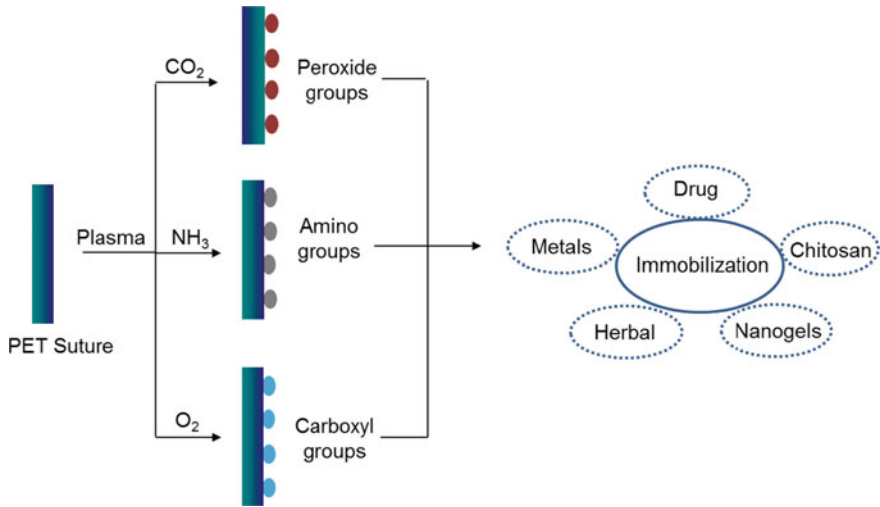 CO2
Peroxide
groups
Plasma
NH3
Amino
groups
PET Suture
O2
Carboxyl
groups
Drug
Metals
Immobilization
Chitosan
Herbal
Nanogels